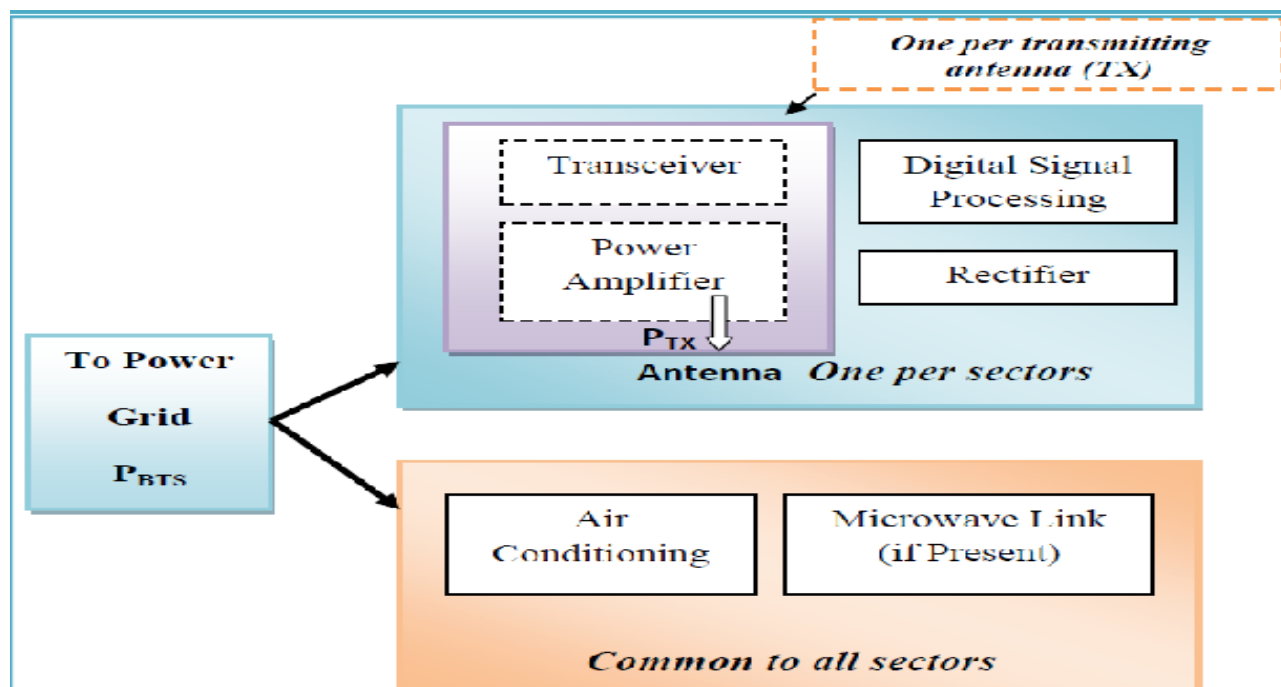 One per transmitting
antenna (TX)
Transceiver
Digital Signal
Processing
Power
Amplifier
Rectifier
PTX
Antenna One per sectors
To Power
Grid
PBTS
Air
Conditioning
Microwave Link
(if Present)
Common to all sectors